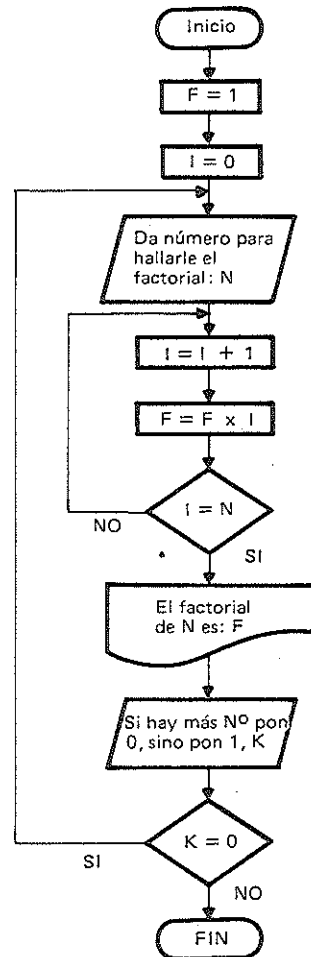 Inicio
F = 1
I = 0
Da número para
hallarle el
factorial: N
I = I + 1
F = F x I
I = N
NO
SI
El factorial
de N es: F
Si hay más Nº pon
0, sino pon 1, K
K = 0
SI
NO
FIN